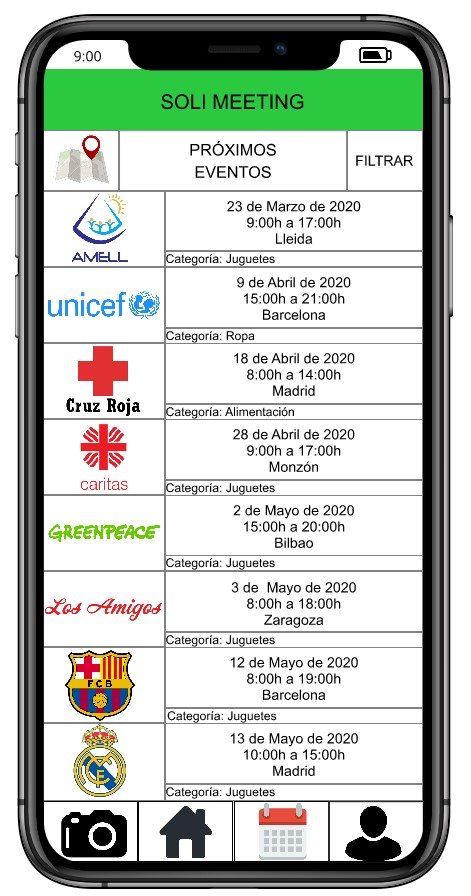 9:00
SOLI MEETING
PRÓXIMOS
EVENTOS
FILTRAR
AMELL
23 de Marzo de 2020
9:00h a 17:00h
Lleida
Categoría: Juguetes
unicef
9 de Abril de 2020
15:00h a 21:00h
Barcelona
Categoría: Ropa
Cruz Roja
18 de Abril de 2020
8:00h a 14:00h
Madrid
Categoría: Alimentación
caritas
28 de Abril de 2020
9:00h a 17:00h
Monzón
Categoría: Juguetes
GREENPEACE
2 de Mayo de 2020
15:00h a 20:00h
Bilbao
Categoría: Juguetes
Los Amigos
3 de  Mayo de 2020
8:00h a 18:00h
Zaragoza
Categoría: Juguetes
FCB
12 de Mayo de 2020
8:00h a 19:00h
Barcelona
Categoría: Juguetes
13 de Mayo de 2020
10:00h a 15:00h
Madrid
Categoría: Juguetes